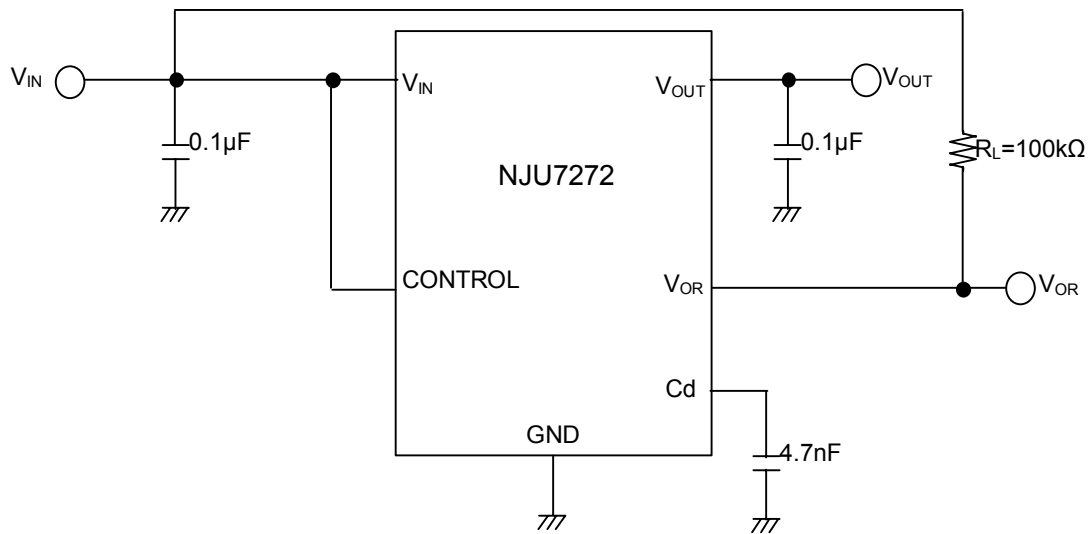 VIN
VIN
VOUT
VOUT
0.1µF
0.1µF
RL=100kΩ
NJU7272
CONTROL
VOR
VOR
Cd
GND
4.7nF